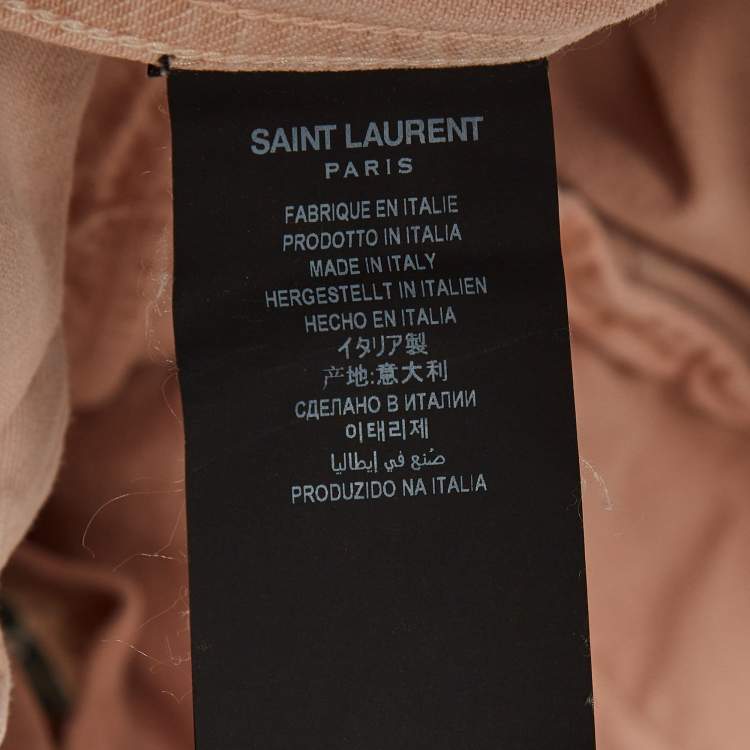 SAINT LAURENT
PARIS
FABRIQUE EN ITALIE
PRODOTTO IN ITALIA
MADE IN ITALY
HERGESTELLT IN ITALIEN
HECHO EN ITALIA
イタリア製
产地:意大利
СДЕЛАНО В ИТАЛИИ
이태리제
صُنع في إيطاليا
PRODUZIDO NA ITALIA